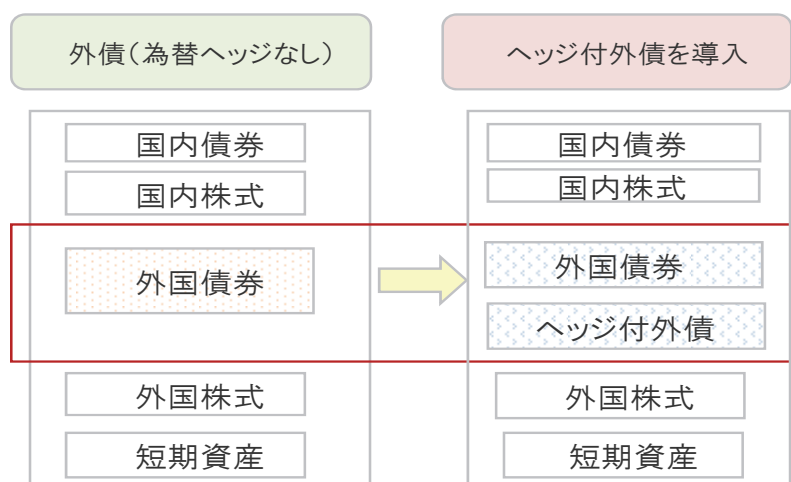 外債（為替ヘッジなし）
国内債券
国内株式
外国債券
外国株式
短期資産
ヘッジ付外債を導入
国内債券
国内株式
外国債券
ヘッジ付外債
外国株式
短期資産